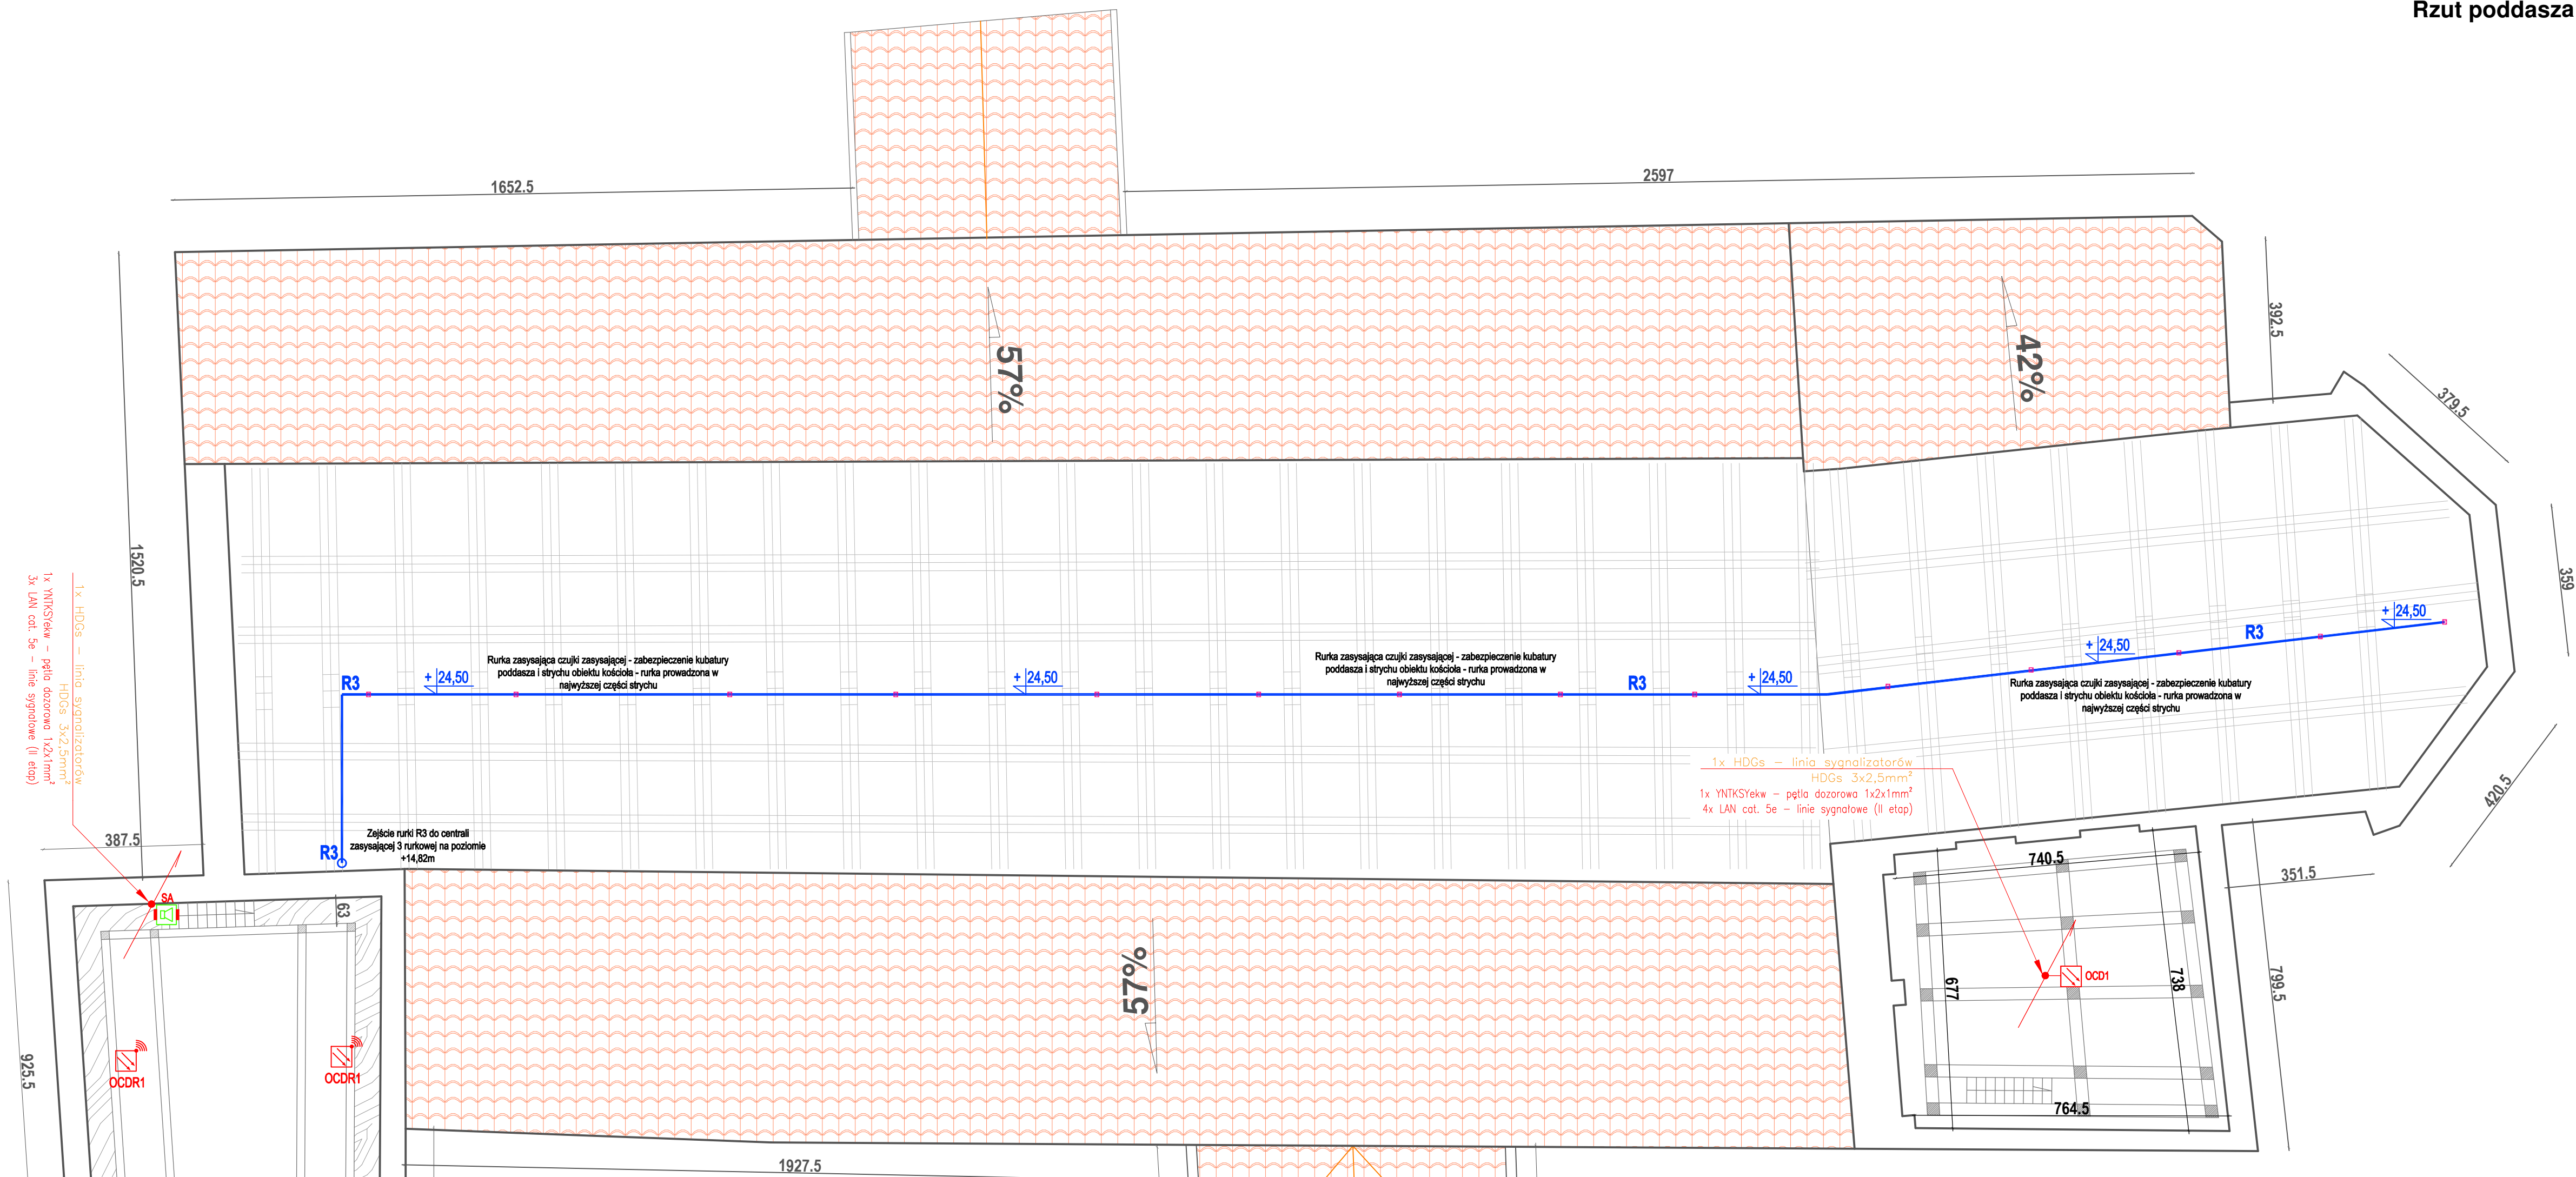 Rzut poddasza
1652.5
2597
57%
42%
392.5
379.5
359
420.5
351.5
799.5
1520.5
387.5
925.5
1x HDGs – linia sygnalizatorów
HDGs 3x2,5mm²
1x YNTKSYekw – pętla dozorowa 1x2x1mm²
3x LAN cat. 5e – linie sygnałowe (II etap)
R3
+ 24,50
Rurka zasysająca czujki zasysającej - zabezpieczenie kubatury
poddasza i strychu obiektu kościoła - rurka prowadzona w
najwyższej części strychu
+ 24,50
Rurka zasysająca czujki zasysającej - zabezpieczenie kubatury
poddasza i strychu obiektu kościoła - rurka prowadzona w
najwyższej części strychu
R3
+ 24,50
+ 24,50
R3
+ 24,50
Rurka zasysająca czujki zasysającej - zabezpieczenie kubatury
poddasza i strychu obiektu kościoła - rurka prowadzona w
najwyższej części strychu
1x HDGs – linia sygnalizatorów
HDGs 3x2,5mm²
1x YNTKSYekw – pętla dozorowa 1x2x1mm²
4x LAN cat. 5e – linie sygnałowe (II etap)
Zejście rurki R3 do centrali
zasysającej 3 rurkowej na poziomie
+14,82m
R3
SA
63
OCDR1
OCDR1
57%
740.5
677
738
OCD1
764.5
1927.5